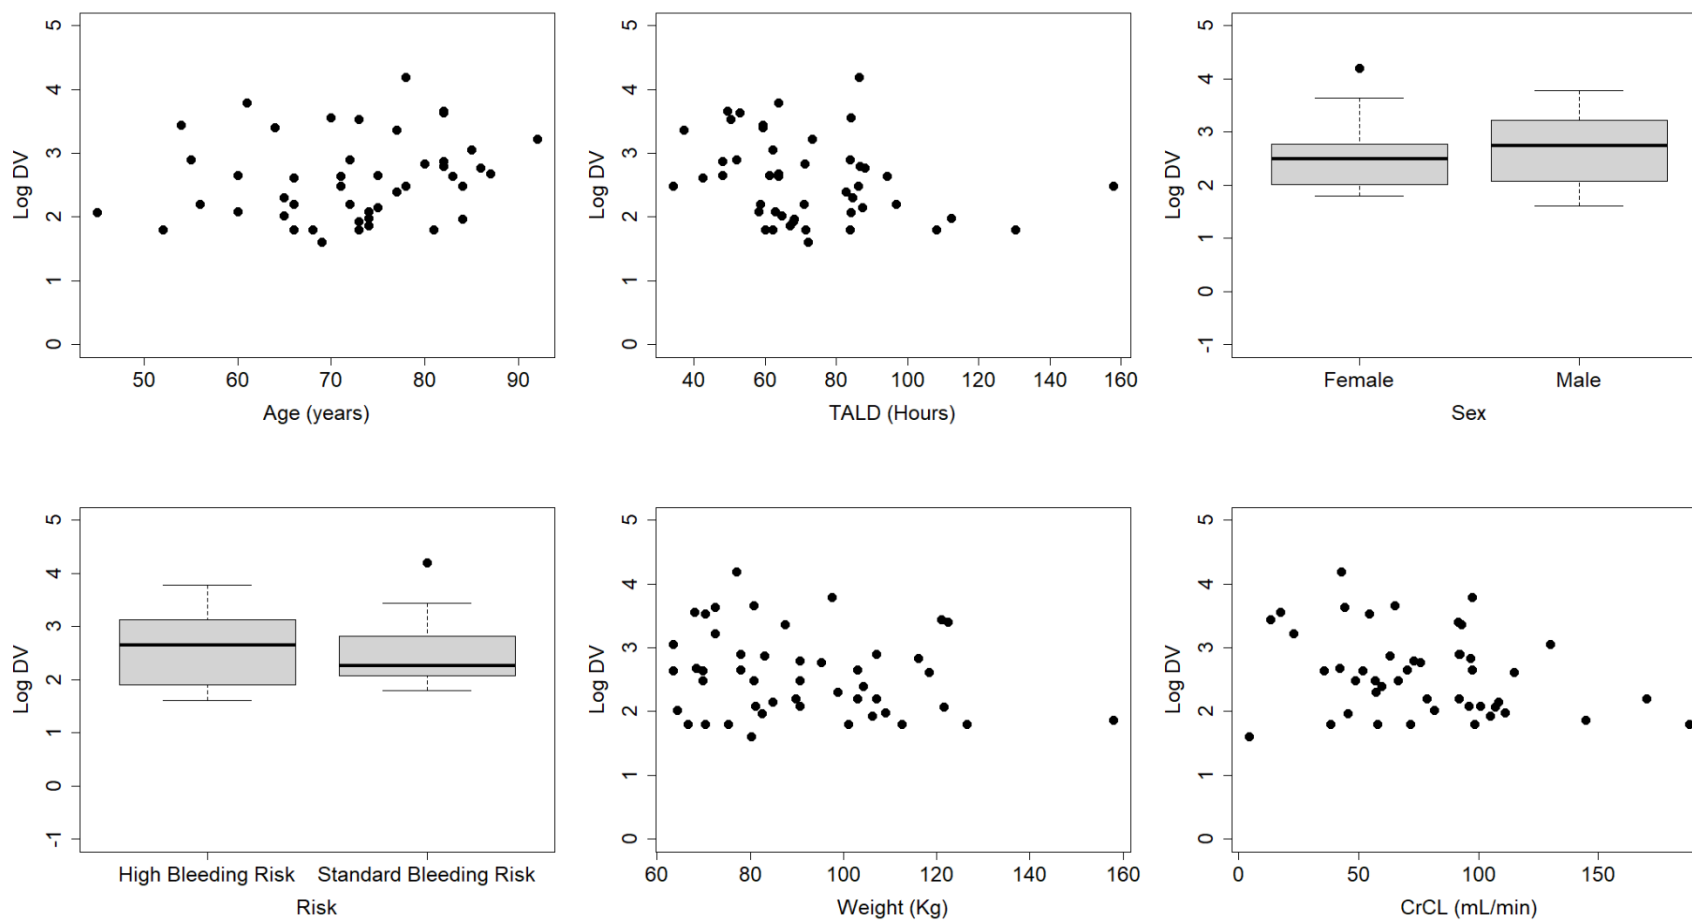 Log DV
0 1 2 3 4 5
50 60 70 80 90
Age (years)
Log DV
0 1 2 3 4 5
40 60 80 100 120 140 160
TALD (Hours)
Log DV
-1 0 1 2 3 4 5
Female Male
Sex
Log DV
-1 0 1 2 3 4 5
High Bleeding Risk Standard Bleeding Risk
Risk
Log DV
0 1 2 3 4 5
60 80 100 120 140 160
Weight (Kg)
Log DV
0 1 2 3 4 5
0 50 100 150
CrCL (mL/min)